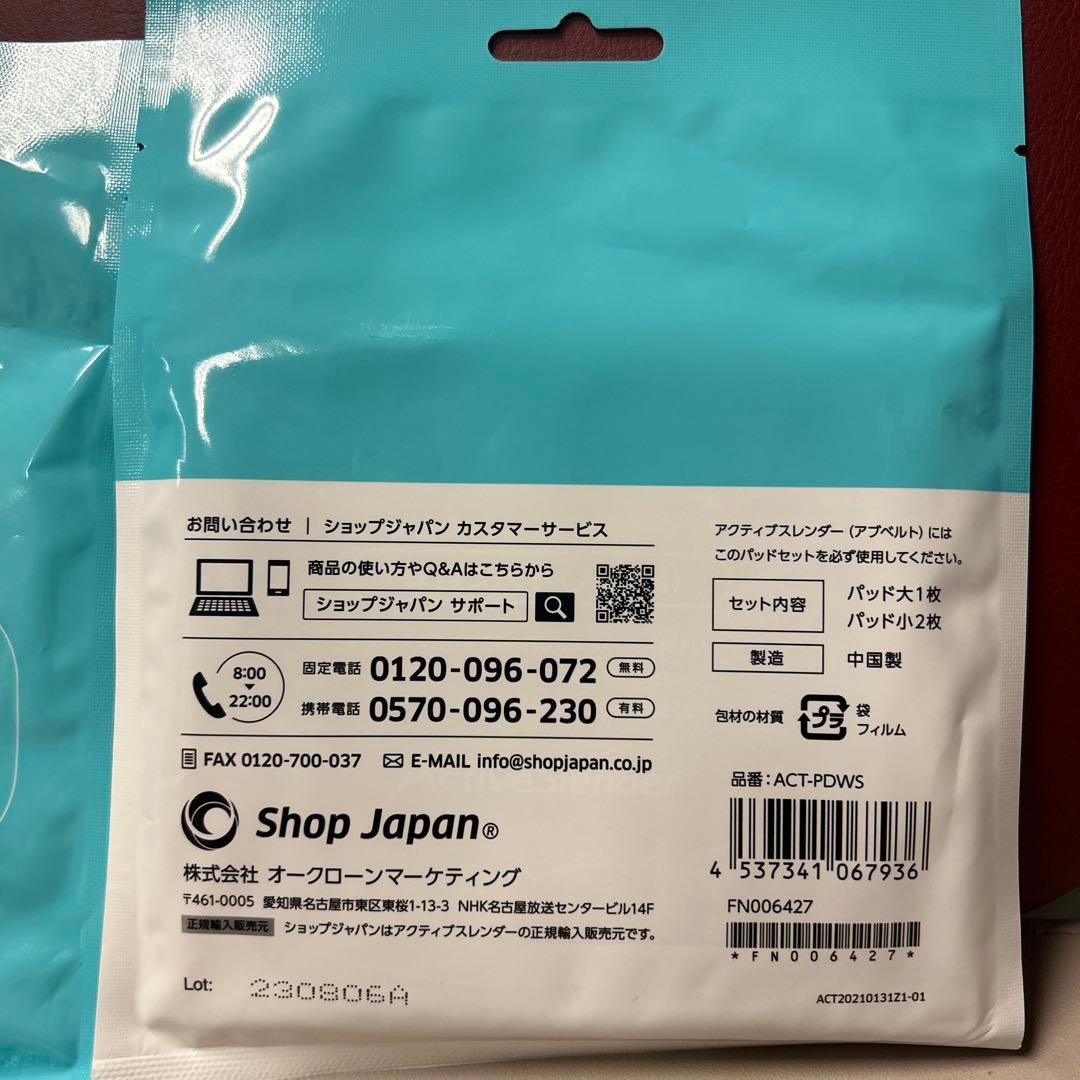 お問い合わせ | ショップジャパン カスタマーサービス
商品の使い方やQ&Aはこちらから
ショップジャパン サポート
8:00
22:00
固定電話 0120-096-072 無料
携帯電話 0570-096-230 有料
FAX 0120-700-037 E-MAIL info@shopjapan.co.jp
Shop Japan®
株式会社 オークローンマーケティング
〒461-0005 愛知県名古屋市東区東桜1-13-3 NHK名古屋放送センタービル14F
正規輸入販売元 ショップジャパンはアクティブスレンダーの正規輸入販売元です。
Lot: 230806A
アクティブスレンダー（アブベルト）には
このパッドセットを必ず使用してください。
セット内容 パッド大1枚
パッド小2枚
製造 中国製
包材の材質 プラ 袋
フィルム
品番：ACT-PDWS
4 537341 067936
FN006427
*FN006427*
ACT20210131Z1-01